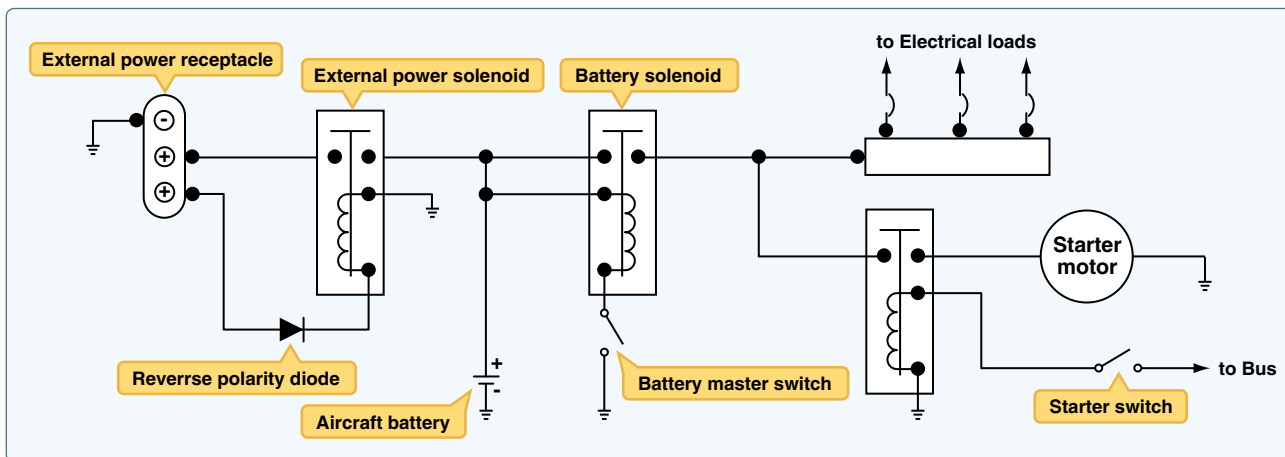 to Electrical loads
External power receptacle
External power solenoid
Battery solenoid
-
+
+
Starter
motor
+
-
Reverrse polarity diode
Battery master switch
to Bus
Aircraft battery
Starter switch